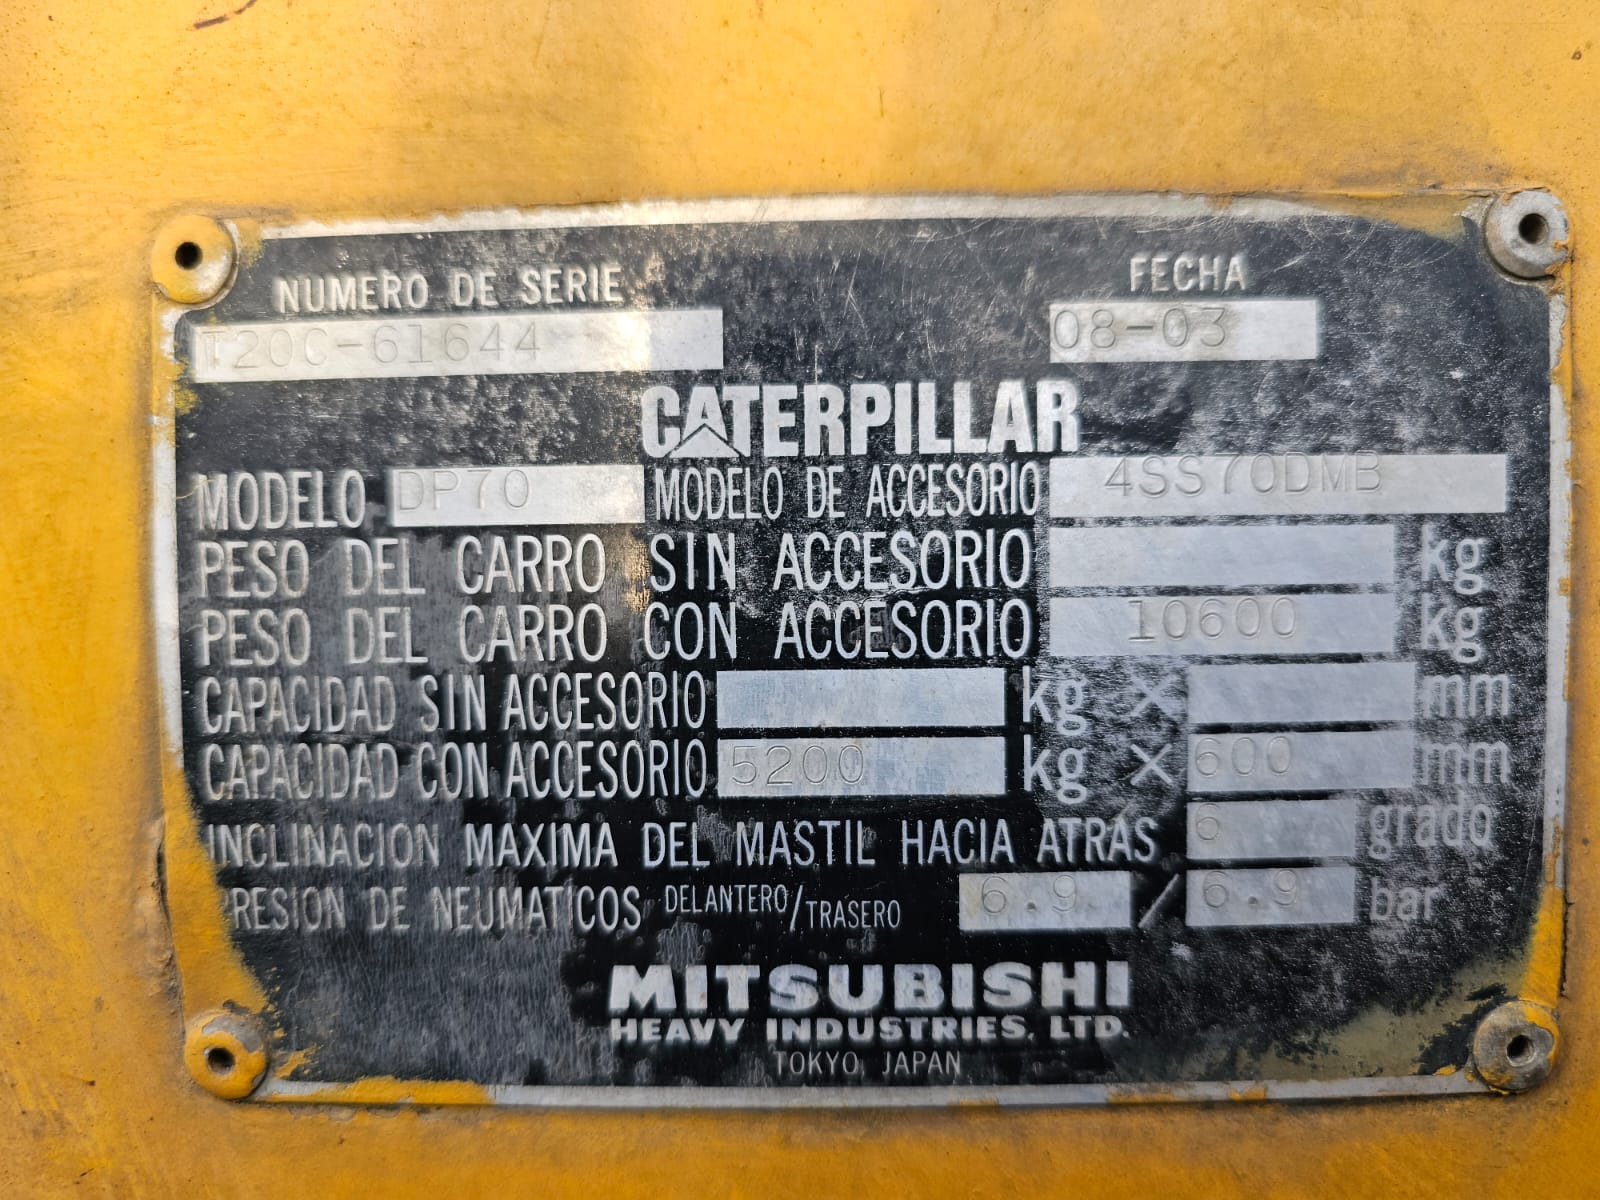 NUMERO DE SERIE FECHA
T20C-61644 08-03
CATERPILLAR
MODELO DP70 MODELO DE ACCESORIO 4SS70DMB
PESO DEL CARRO SIN ACCESORIO kg
PESO DEL CARRO CON ACCESORIO 10600 kg
CAPACIDAD SIN ACCESORIO kg × mm
CAPACIDAD CON ACCESORIO 5200 kg × 600 mm
INCLINACION MAXIMA DEL MASTIL HACIA ATRAS 6 grado
PRESION DE NEUMATICOS DELANTERO/TRASERO 6.9 / 6.9 bar
MITSUBISHI
HEAVY INDUSTRIES, LTD.
TOKYO, JAPAN